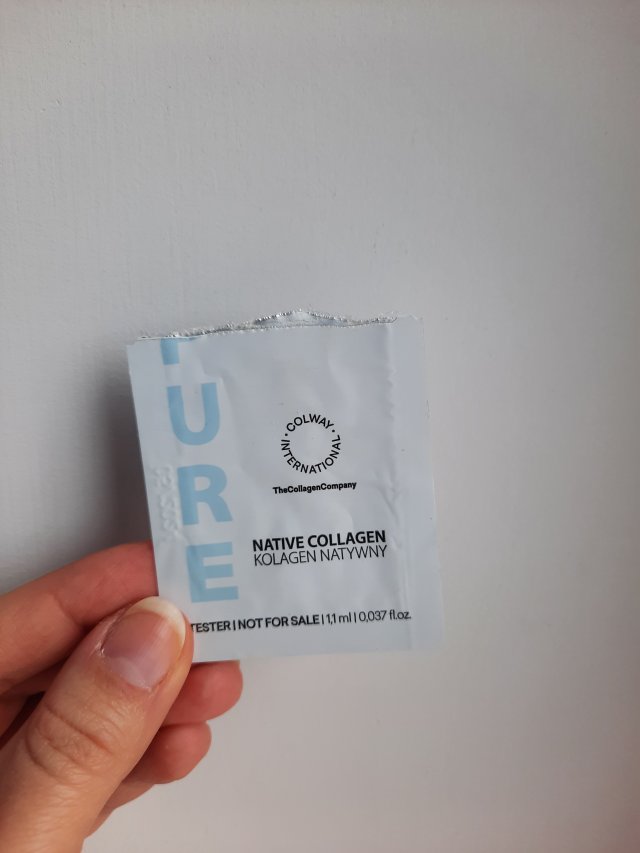 URE
COLWAY
INTERNATIONAL
TheCollagenCompany
NATIVE COLLAGEN
KOLAGEN NATYWNY
TESTER | NOT FOR SALE | 1,1 ml | 0,037 fl.oz.